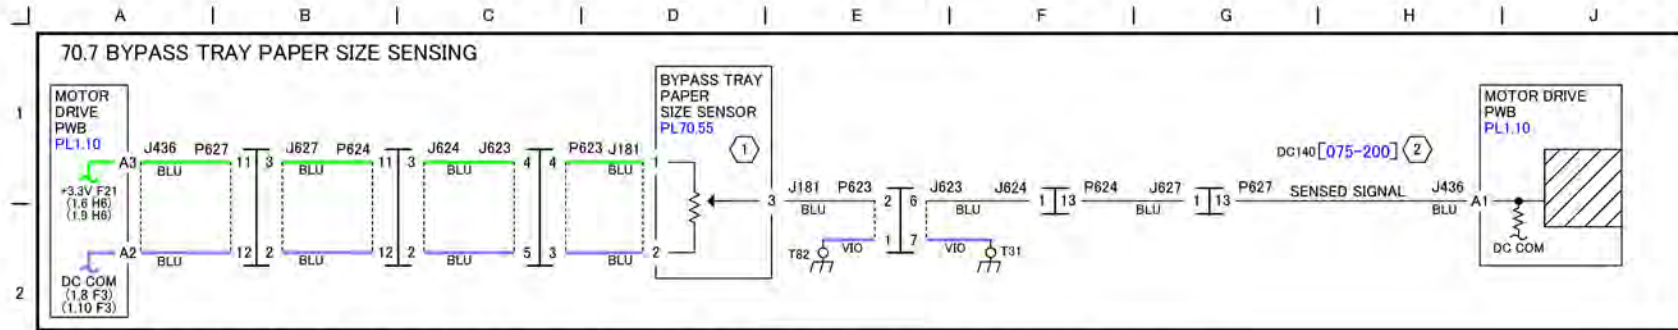 A B C D E F G H J
70.7 BYPASS TRAY PAPER SIZE SENSING
1
2
MOTOR
DRIVE
PWB
PL1.10
A3
+3.3V F21
(1.6 H6)
(1.9 H6)
A2
DC COM
(1.8 F3)
(1.10 F3)
J436 P627 J627 P624 J624 J623 P623 J181
11 3 11 3 4 4 1
BLU BLU BLU BLU
12 2 12 2 5 3 2
BLU BLU BLU BLU
BYPASS TRAY
PAPER
SIZE SENSOR
PL70.55
1
3
J181 P623 J623 J624 P624 J627 P627 SENSED SIGNAL J436
2 6 1 13 1 13 A1
BLU BLU BLU BLU
1 7
VIO VIO
T82 T31
DC140 [075-200] 2
MOTOR DRIVE
PWB
PL1.10
DC COM